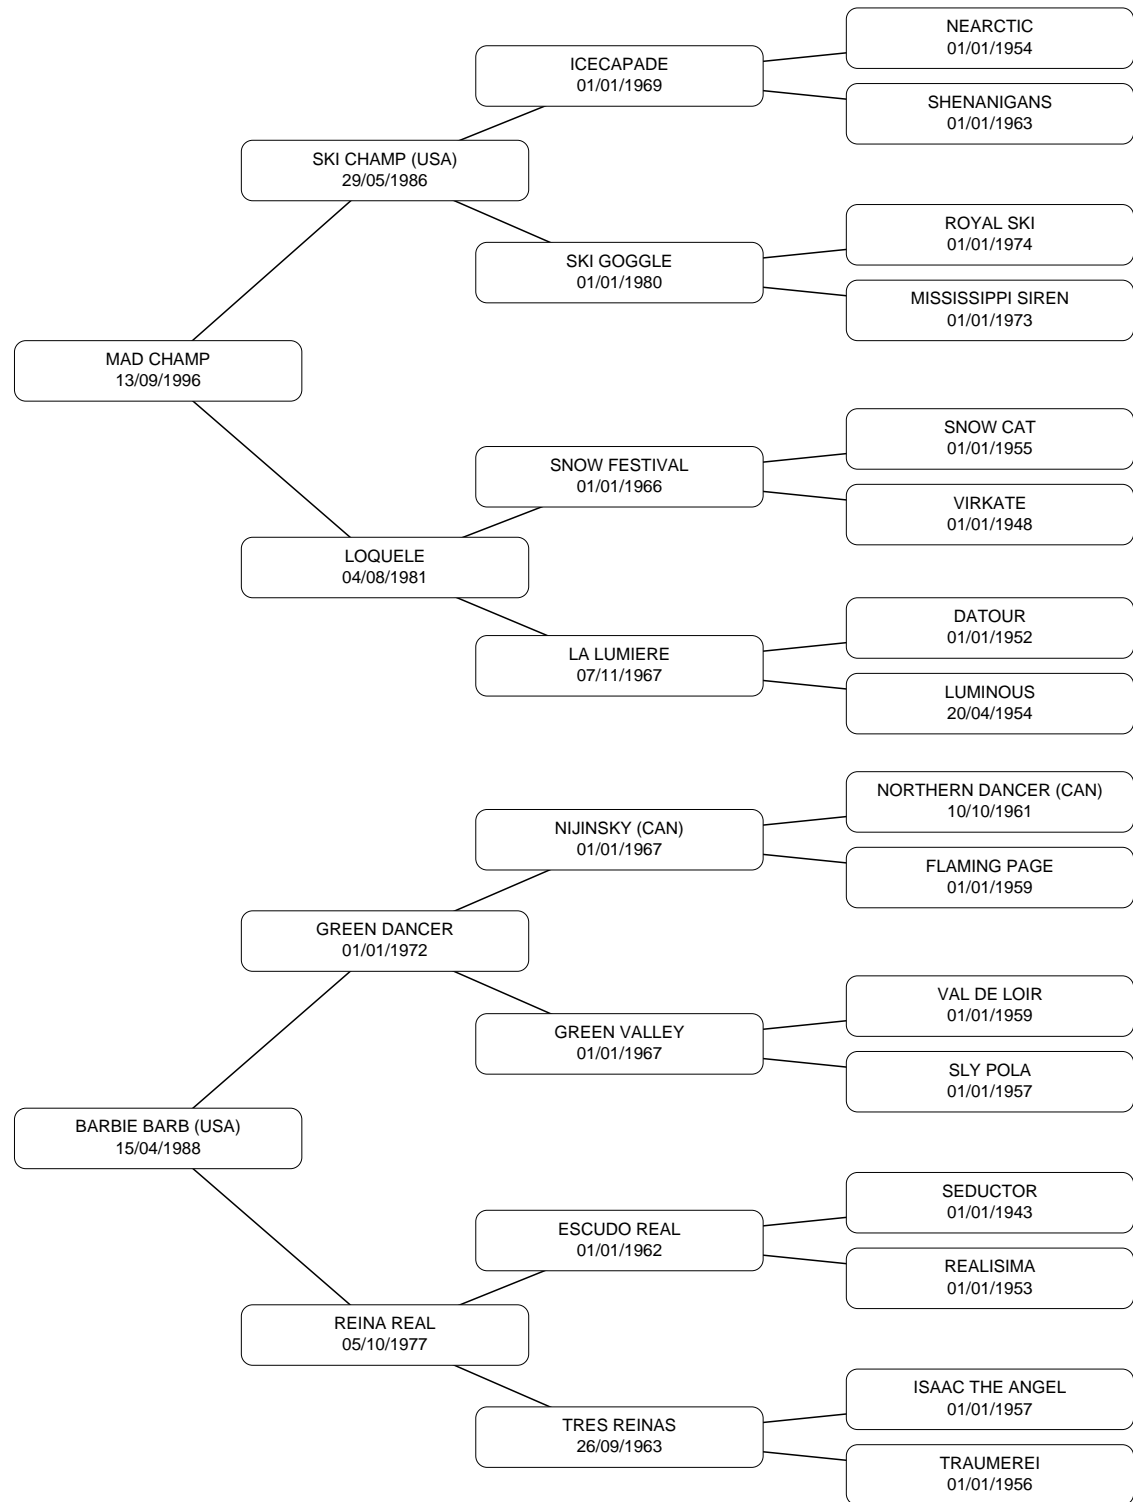 NEARCTIC
01/01/1954
ICECAPADE
01/01/1969
SHENANIGANS
01/01/1963
SKI CHAMP (USA)
29/05/1986
ROYAL SKI
01/01/1974
SKI GOGGLE
01/01/1980
MISSISSIPPI SIREN
01/01/1973
MAD CHAMP
13/09/1996
SNOW CAT
01/01/1955
SNOW FESTIVAL
01/01/1966
VIRKATE
01/01/1948
LOQUELE
04/08/1981
DATOUR
01/01/1952
LA LUMIERE
07/11/1967
LUMINOUS
20/04/1954
NORTHERN DANCER (CAN)
10/10/1961
NIJINSKY (CAN)
01/01/1967
FLAMING PAGE
01/01/1959
GREEN DANCER
01/01/1972
VAL DE LOIR
01/01/1959
GREEN VALLEY
01/01/1967
SLY POLA
01/01/1957
BARBIE BARB (USA)
15/04/1988
SEDUCTOR
01/01/1943
ESCUDO REAL
01/01/1962
REALISIMA
01/01/1953
REINA REAL
05/10/1977
ISAAC THE ANGEL
01/01/1957
TRES REINAS
26/09/1963
TRAUMEREI
01/01/1956